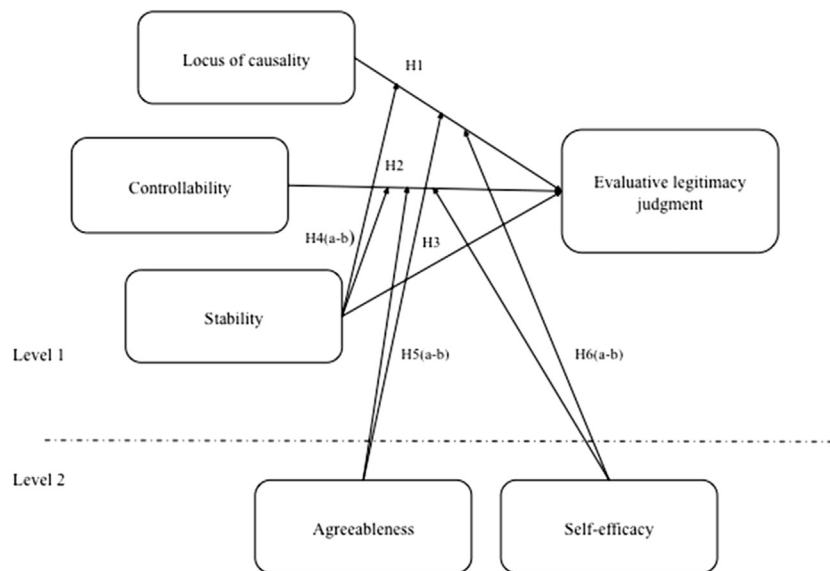 Locus of causality
H1
Controllability
H2
Evaluative legitimacy
judgment
H4(a-b)
H3
Stability
Level 1
H5(a-b)
H6(a-b)
Level 2
Agreeableness
Self-efficacy